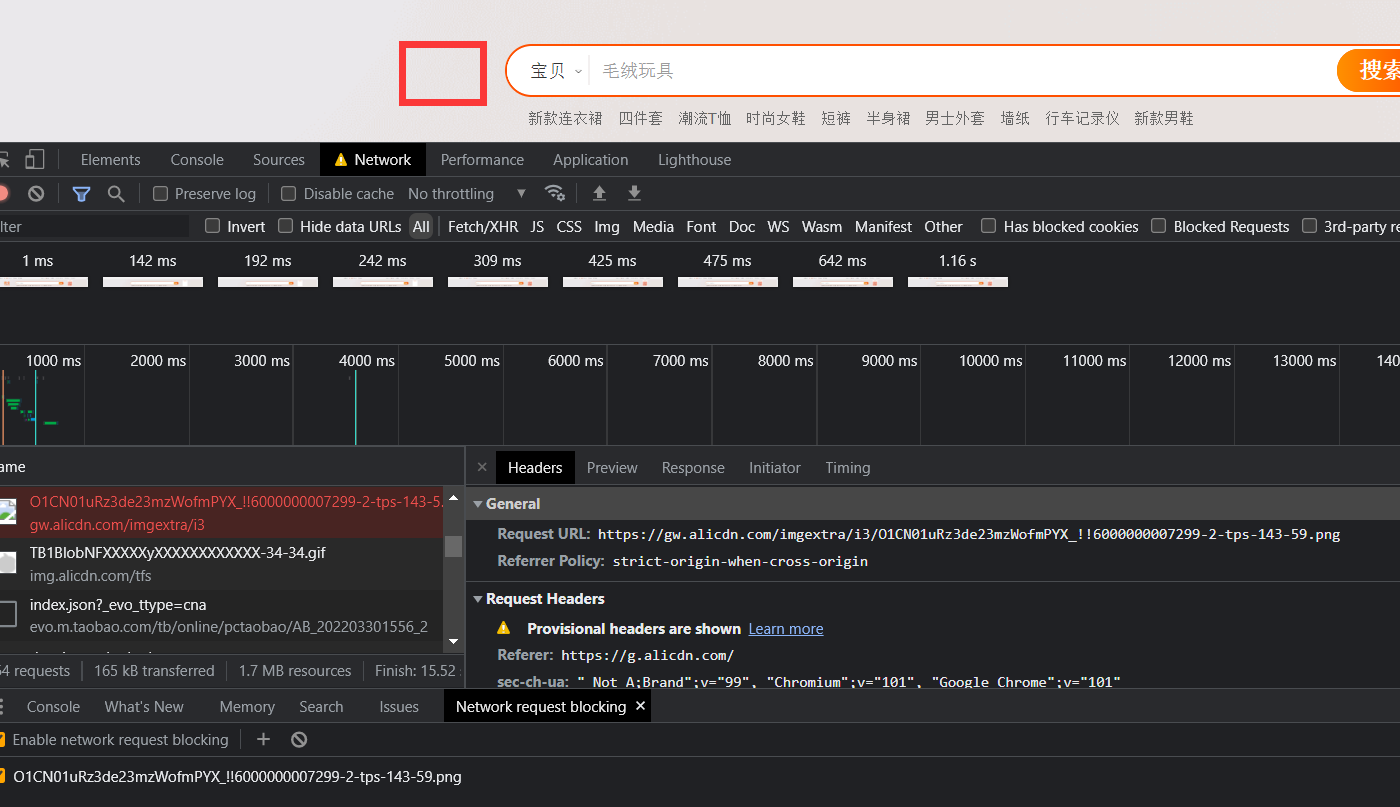 宝贝 毛绒玩具 搜索
新款连衣裙 四件套 潮流T恤 时尚女鞋 短裤 半身裙 男士外套 墙纸 行车记录仪 新款男鞋
Elements Console Sources Network Performance Application Lighthouse
Preserve log Disable cache No throttling
lter Invert Hide data URLs All Fetch/XHR JS CSS Img Media Font Doc WS Wasm Manifest Other Has blocked cookies Blocked Requests 3rd-party re
1 ms 142 ms 192 ms 242 ms 309 ms 425 ms 475 ms 642 ms 1.16 s
1000 ms 2000 ms 3000 ms 4000 ms 5000 ms 6000 ms 7000 ms 8000 ms 9000 ms 10000 ms 11000 ms 12000 ms 13000 ms 140
ame
O1CN01uRz3de23mzWofmPYX_!!6000000007299-2-tps-143-5.
gw.alicdn.com/imgextra/i3
TB1BlobNFXXXXXyXXXXXXXXXXXX-34-34.gif
img.alicdn.com/tfs
index.json?_evo_ttype=cna
evo.m.taobao.com/tb/online/pctaobao/AB_202203301556_2
64 requests 165 kB transferred 1.7 MB resources Finish: 15.52
× Headers Preview Response Initiator Timing
General
Request URL: https://gw.alicdn.com/imgextra/i3/O1CN01uRz3de23mzWofmPYX_!!6000000007299-2-tps-143-59.png
Referrer Policy: strict-origin-when-cross-origin
Request Headers
Provisional headers are shown Learn more
Referer: https://g.alicdn.com/
sec-ch-ua: " Not A;Brand";v="99", "Chromium";v="101", "Google Chrome";v="101"
Console What's New Memory Search Issues Network request blocking ×
Enable network request blocking
O1CN01uRz3de23mzWofmPYX_!!6000000007299-2-tps-143-59.png